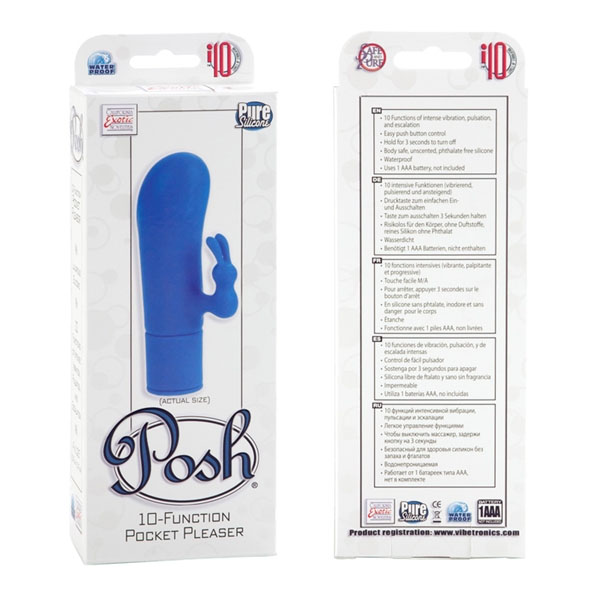 WATER
PROOF
i10
CALIFORNIA
Exotic
NOVELTIES
Pure
Silicone
(ACTUAL SIZE)
Posh®
10-FUNCTION
POCKET PLEASER
SAFE
PURE
i10
EN
• 10 Functions of intense vibration, pulsation, and escalation
• Easy push button control
• Hold for 3 seconds to turn off
• Body safe, unscented, phthalate free silicone
• Waterproof
• Uses 1 AAA battery, not included
DE
• 10 intensive Funktionen (vibrierend, pulsierend und ansteigend)
• Drucktaste zum einfachen Ein- und Ausschalten
• Taste zum ausschalten 3 Sekunden halten
• Risikolos für den Körper, ohne Duftstoffe, reines Silikon ohne Phthalat
• Wasserdicht
• Benötigt 1 AAA Batterien, nicht enthalten
FR
• 10 fonctions intensives (vibrante, palpitante et progressive)
• Touche facile M/A
• Pour arrêter, appuyer 3 secondes sur le bouton d'arrêt
• En silicone sans phtalate, inodore et sans danger pour le corps
• Étanche
• Fonctionne avec 1 piles AAA, non livrées
ES
• 10 funciones de vibración, pulsación, y de escalada intensas
• Control de fácil pulsador
• Sostenga por 3 segundos para apagar
• Silicona libre de ftalato y sano sin fragancia
• Impermeable
• Utiliza 1 baterías AAA, no incluidas
RU
• 10 функций интенсивной вибрации, пульсации и эскалации
• Легкое управление функциями
• Чтобы выключить массажер, задержи кнопку на 3 секунды
• Безопасный для здоровья силикон без запаха и фталатов
• Водонепроницаемая
• Работает от 1 батареек типа AAA, нет в комплекте
Exotic
Pure
Silicone
CE
WATER
PROOF
BATTERY
1AAA
NOT INCLUDED
Product registration: www.vibetronics.com